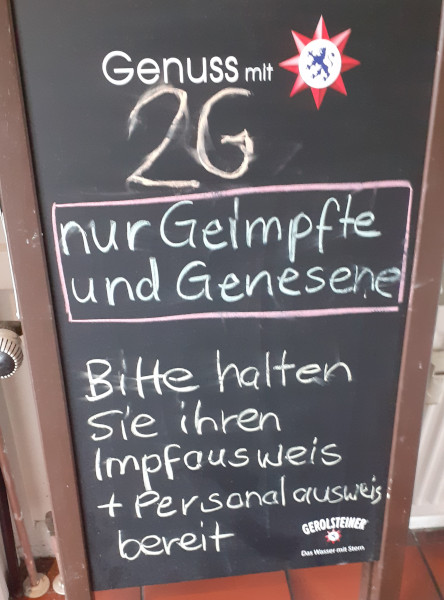 Genuss mit
2G
nur Geimpfte
und Genesene
Bitte halten
Sie ihren
Impfausweis
+ Personalausweis
bereit
GEROLSTEINER
Das Wasser mit Stern